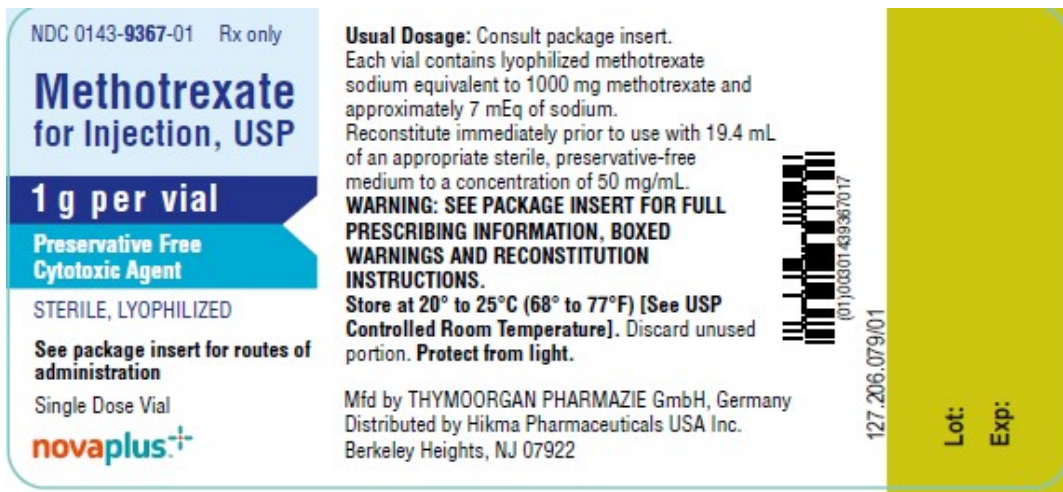 NDC 0143-9367-01 Rx only
Methotrexate
for Injection, USP
1 g per vial
Preservative Free
Cytotoxic Agent
STERILE, LYOPHILIZED
See package insert for routes of
administration
Single Dose Vial
novaplus
Usual Dosage: Consult package insert.
Each vial contains lyophilized methotrexate
sodium equivalent to 1000 mg methotrexate and
approximately 7 mEq of sodium.
Reconstitute immediately prior to use with 19.4 mL
of an appropriate sterile, preservative-free
medium to a concentration of 50 mg/mL.
WARNING: SEE PACKAGE INSERT FOR FULL
PRESCRIBING INFORMATION, BOXED
WARNINGS AND RECONSTITUTION
INSTRUCTIONS.
Store at 20° to 25°C (68° to 77°F) [See USP
Controlled Room Temperature]. Discard unused
portion. Protect from light.
Mfd by THYMOORGAN PHARMAZIE GmbH, Germany
Distributed by Hikma Pharmaceuticals USA Inc.
Berkeley Heights, NJ 07922
(01)00301439367017
127.206.079/01
Lot:
Exp: